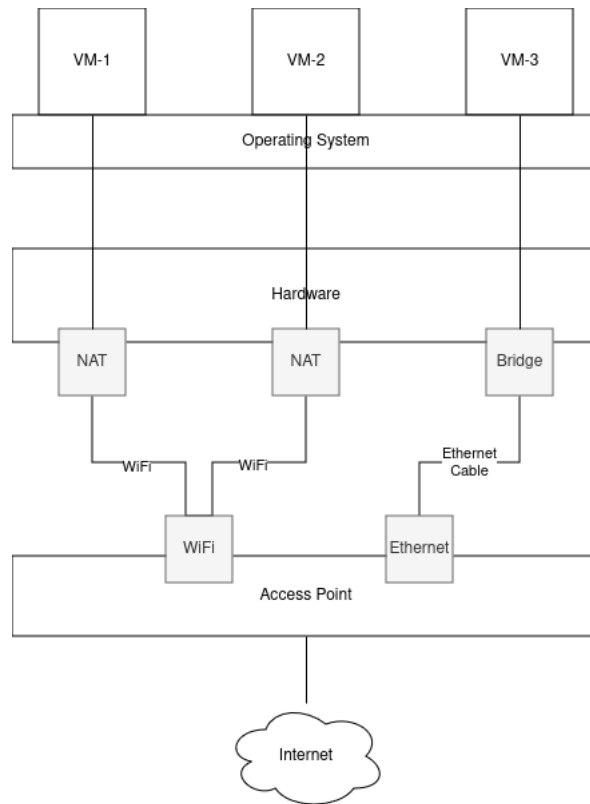 VM-1
VM-2
VM-3
Operating System
Hardware
NAT
NAT
Bridge
WiFi
WiFi
Ethernet
Cable
WiFi
Ethernet
Access Point
Internet